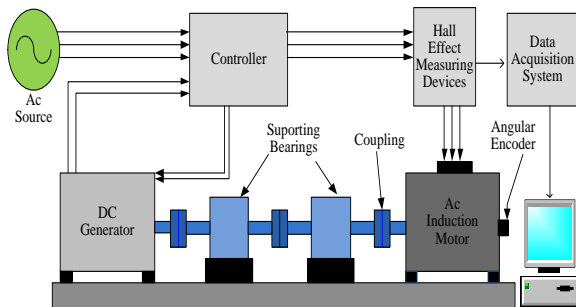 Ac
Source
Controller
Hall
Effect
Measuring
Devices
Data
Acquisition
System
Suporting
Bearings
Coupling
Angular
Encoder
DC
Generator
Ac
Induction
Motor